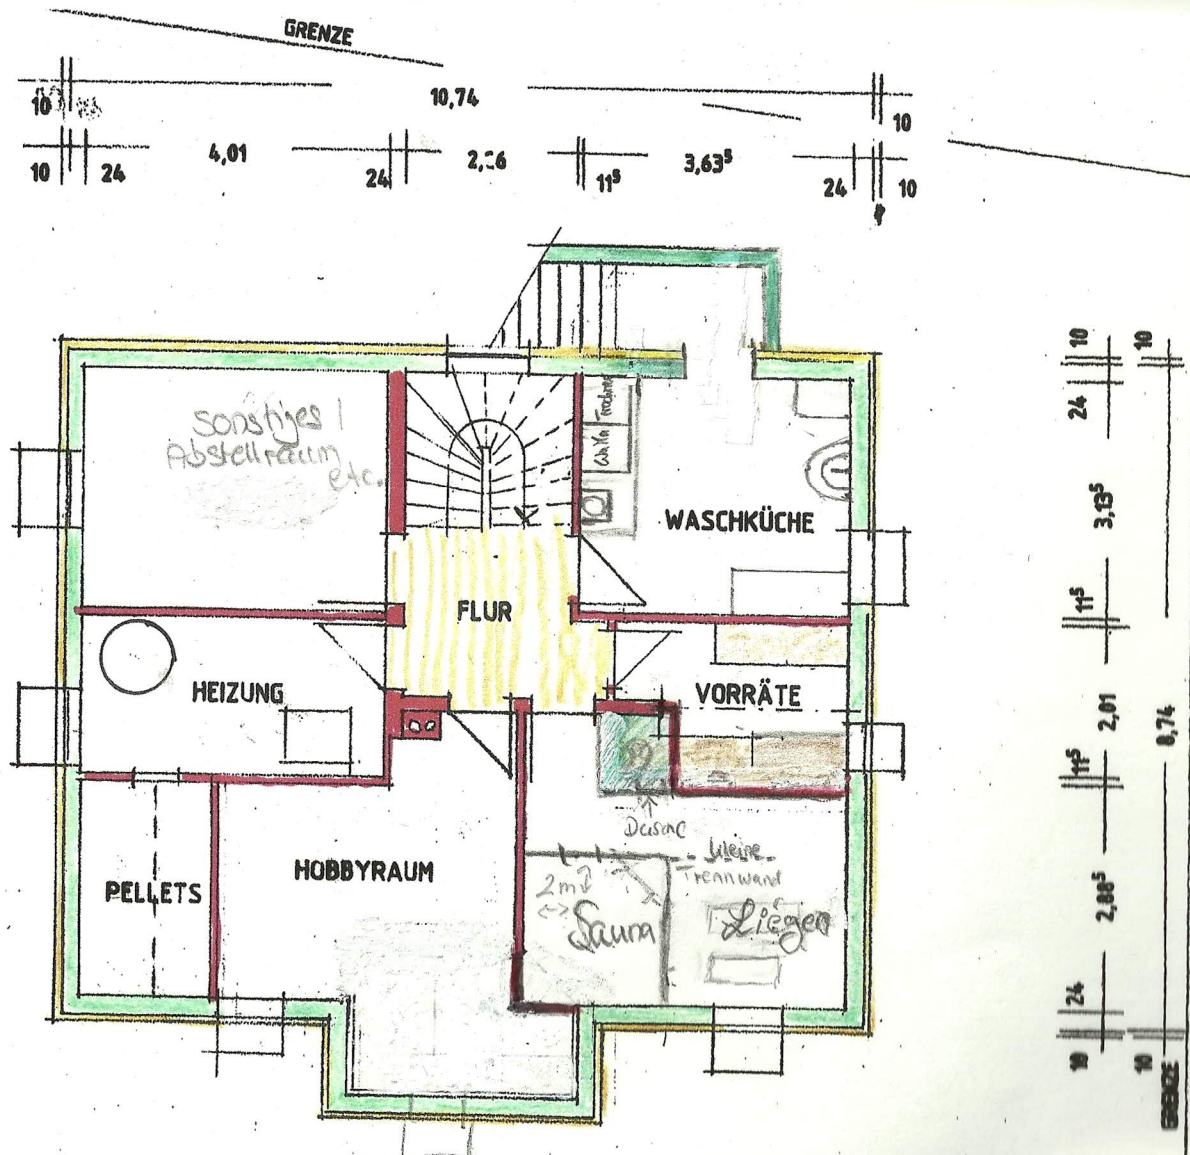 GRENZE
10
10,74
10
10
24
4,01
24
11⁵
3,63⁵
24
10
Sonstiges /
Abstellraum
etc.
WaMa
WASCHKÜCHE
FLUR
HEIZUNG
VORRÄTE
Dusche
kleine
Trennwand
HOBBYRAUM
PELLETS
2m
Sauna
Liegen
10
10
24
3,13⁵
11⁵
2,01
8,74
11⁵
2,88⁵
24
10
10
GRENZE